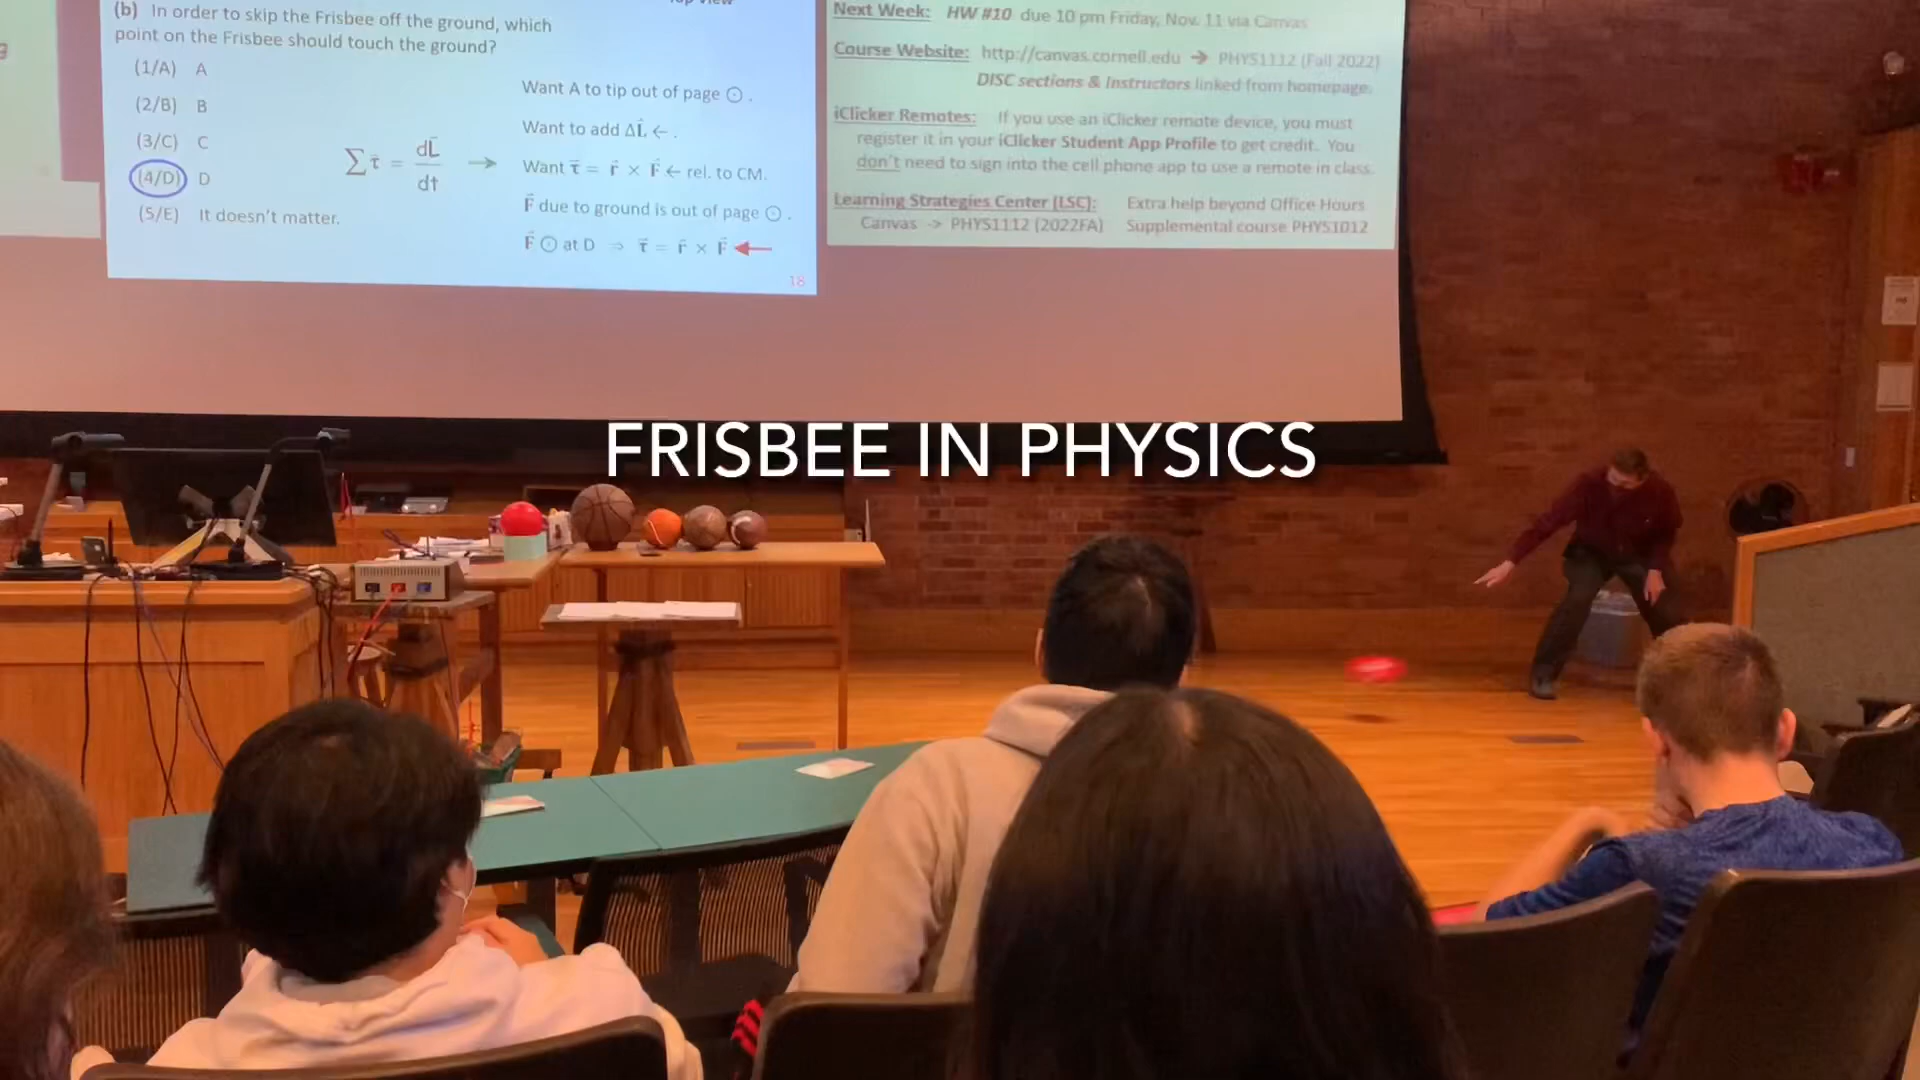 (b) In order to skip the Frisbee off the ground, which
point on the Frisbee should touch the ground?
(1/A) A
(2/B) B
(3/C) C
(4/D) D
(5/E) It doesn't matter.
∑τ⃗ = dL⃗/dt →
Want A to tip out of page ⊙ .
Want to add ΔL⃗ ← .
Want τ⃗ = r⃗ × F⃗ ← rel. to CM.
F⃗ due to ground is out of page ⊙ .
F⃗ ⊙ at D ⇒ τ⃗ = r⃗ × F⃗ ←
18
Next Week: HW #10 due 10 pm Friday, Nov. 11 via Canvas
Course Website: http://canvas.cornell.edu → PHYS1112 (Fall 2022)
DISC sections & Instructors linked from homepage.
iClicker Remotes: If you use an iClicker remote device, you must
register it in your iClicker Student App Profile to get credit. You
don't need to sign into the cell phone app to use a remote in class.
Learning Strategies Center (LSC): Extra help beyond Office Hours
Canvas -> PHYS1112 (2022FA) Supplemental course PHYS1012
FRISBEE IN PHYSICS